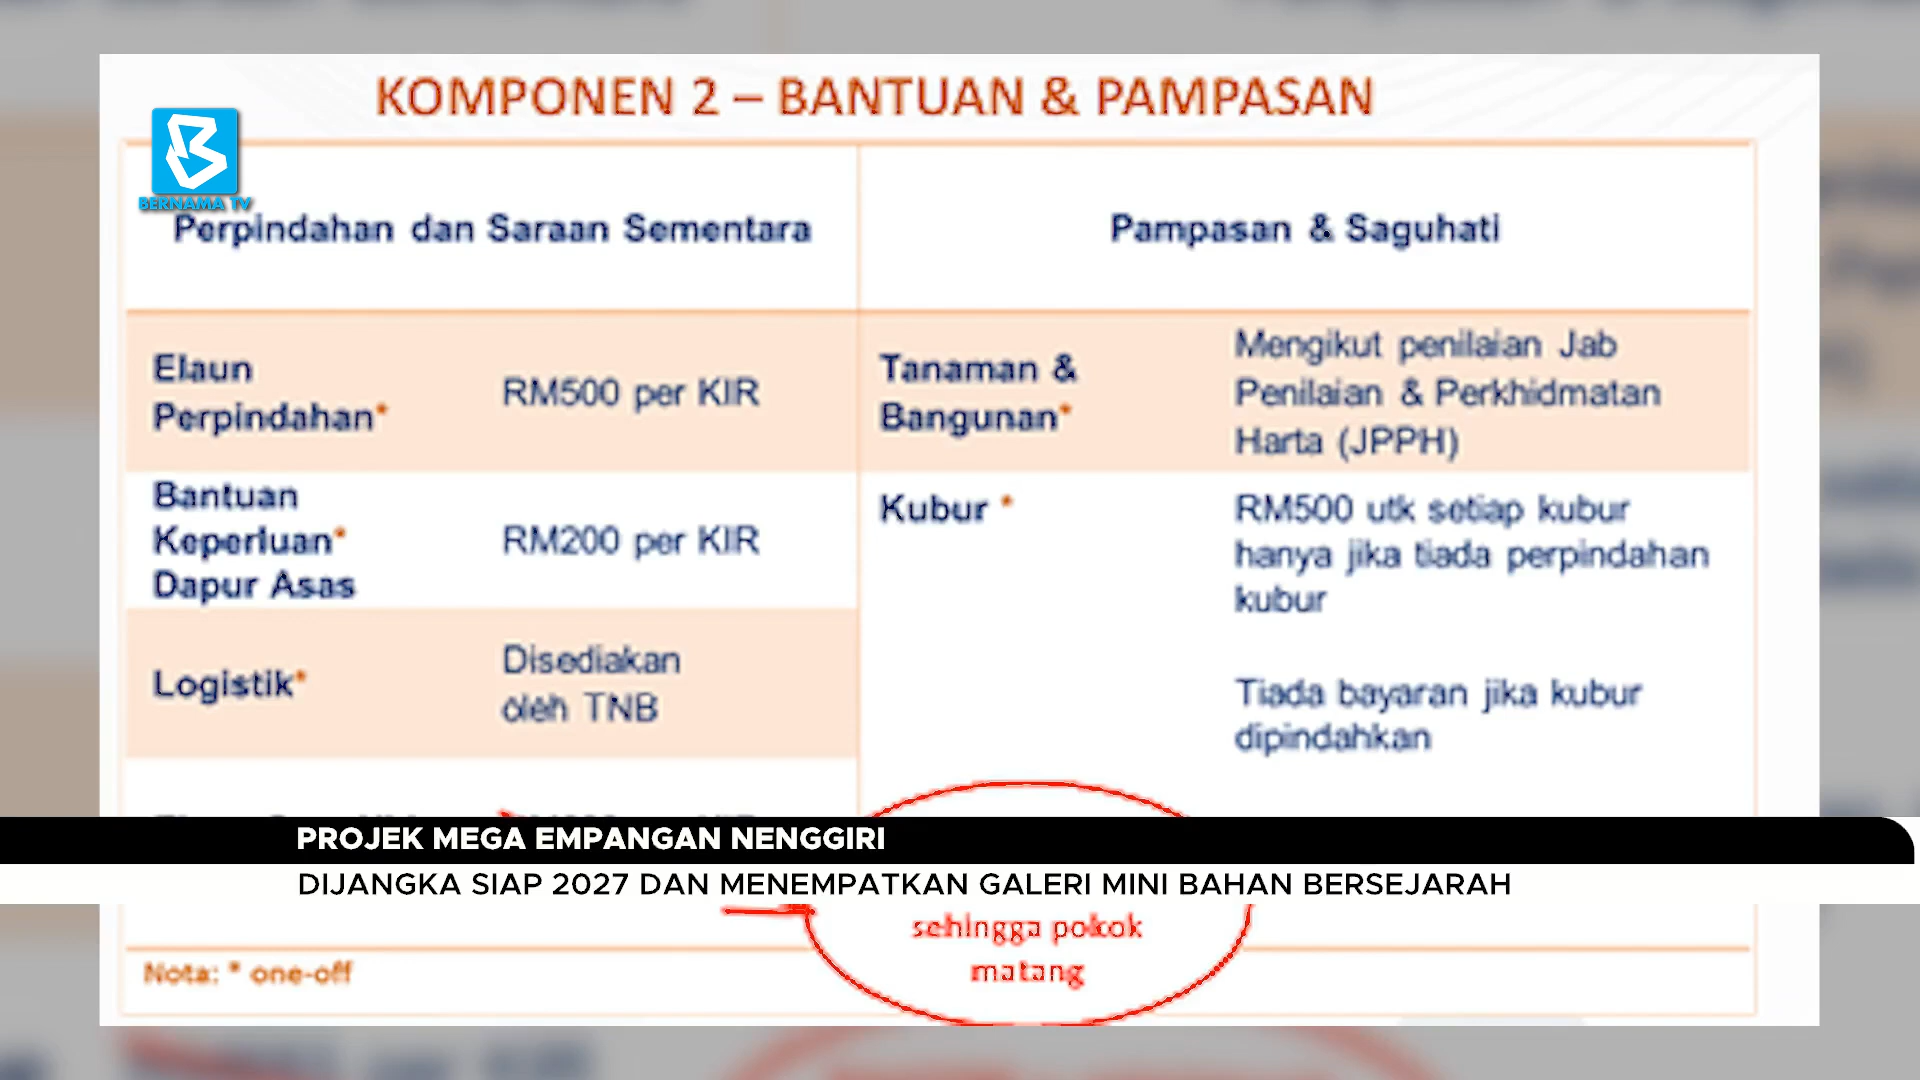 KOMPONEN 2 – BANTUAN & PAMPASAN
BERNAMA TV
Perpindahan dan Saraan Sementara
Pampasan & Saguhati
Elaun
Perpindahan*
RM500 per KIR
Tanaman &
Bangunan*
Mengikut penilaian Jab
Penilaian & Perkhidmatan
Harta (JPPH)
Bantuan
Keperluan*
Dapur Asas
RM200 per KIR
Kubur *
RM500 utk setiap kubur
hanya jika tiada perpindahan
kubur
Tiada bayaran jika kubur
dipindahkan
Logistik*
Disediakan
oleh TNB
PROJEK MEGA EMPANGAN NENGGIRI
DIJANGKA SIAP 2027 DAN MENEMPATKAN GALERI MINI BAHAN BERSEJARAH
sehingga pokok
matang
Nota: * one-off